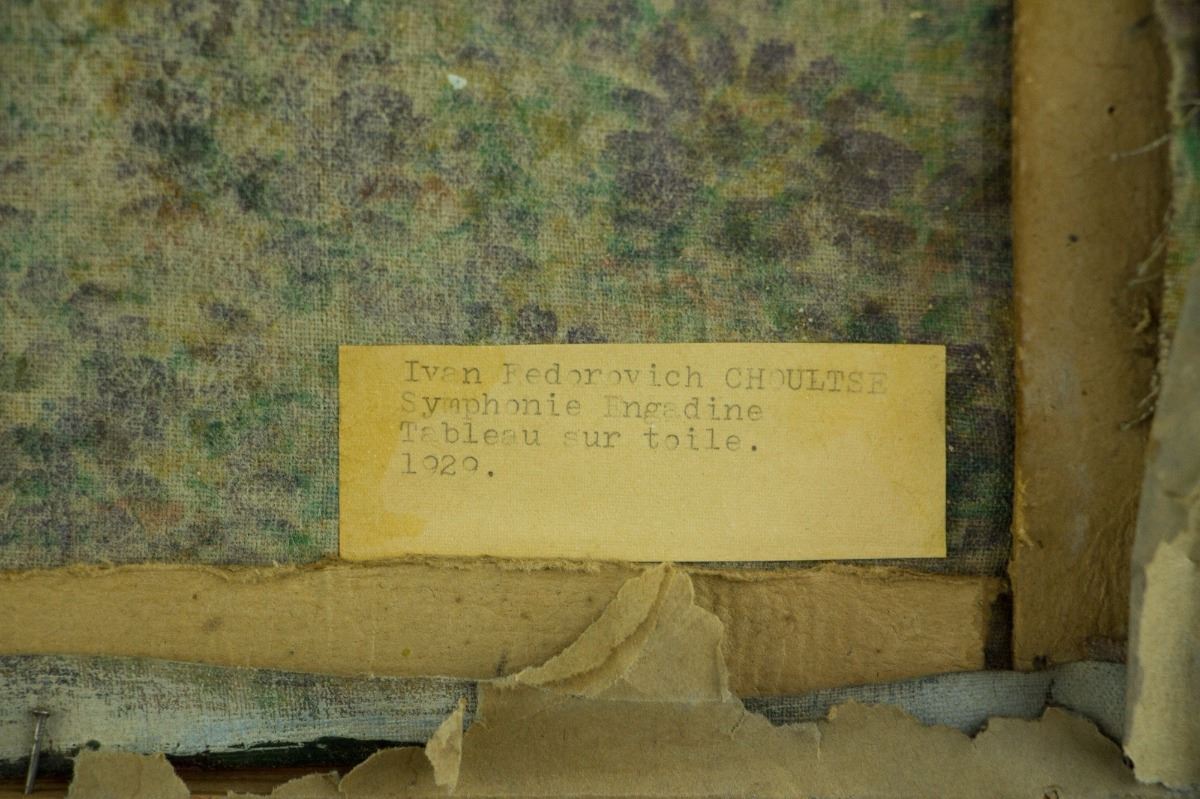 Ivan Fedorovich CHOULTSE
Symphonie Engadine
Tableau sur toile.
1929.